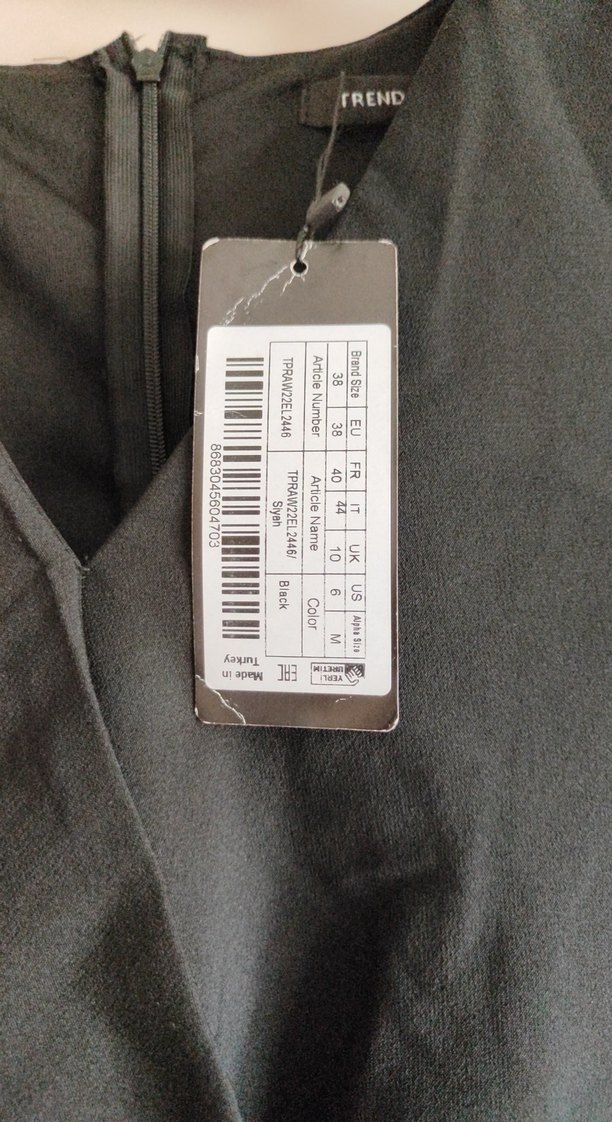 TREND
Brand Size EU FR IT UK US Alpha Size
38 38 40 44 10 6 M
Article Number Article Name Color
TPRAW22EL2446 TPRAW22EL2446/ Black
Siyah
8683045604703
YERLİ
ÜRETİM
EAC
Made in
Turkey